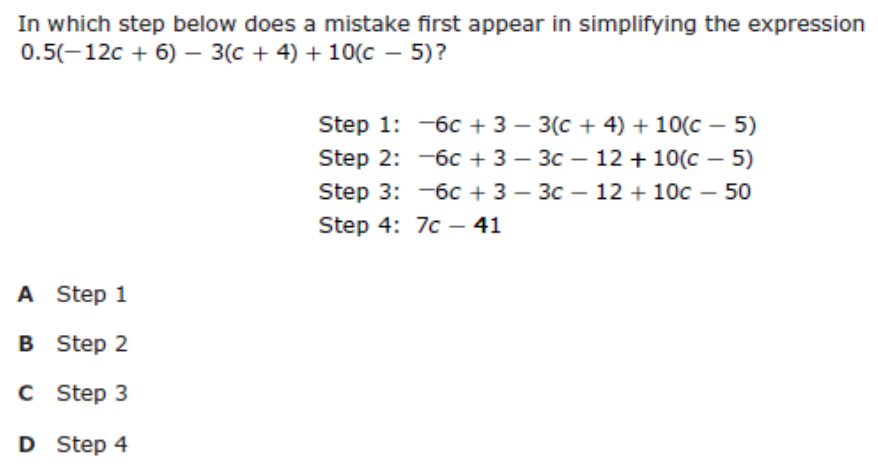 In which step below does a mistake first appear in simplifying the expression
0.5(−12c + 6) − 3(c + 4) + 10(c − 5)?
Step 1: −6c + 3 − 3(c + 4) + 10(c − 5)
Step 2: −6c + 3 − 3c − 12 + 10(c − 5)
Step 3: −6c + 3 − 3c − 12 + 10c − 50
Step 4: 7c − 41
A Step 1
B Step 2
C Step 3
D Step 4